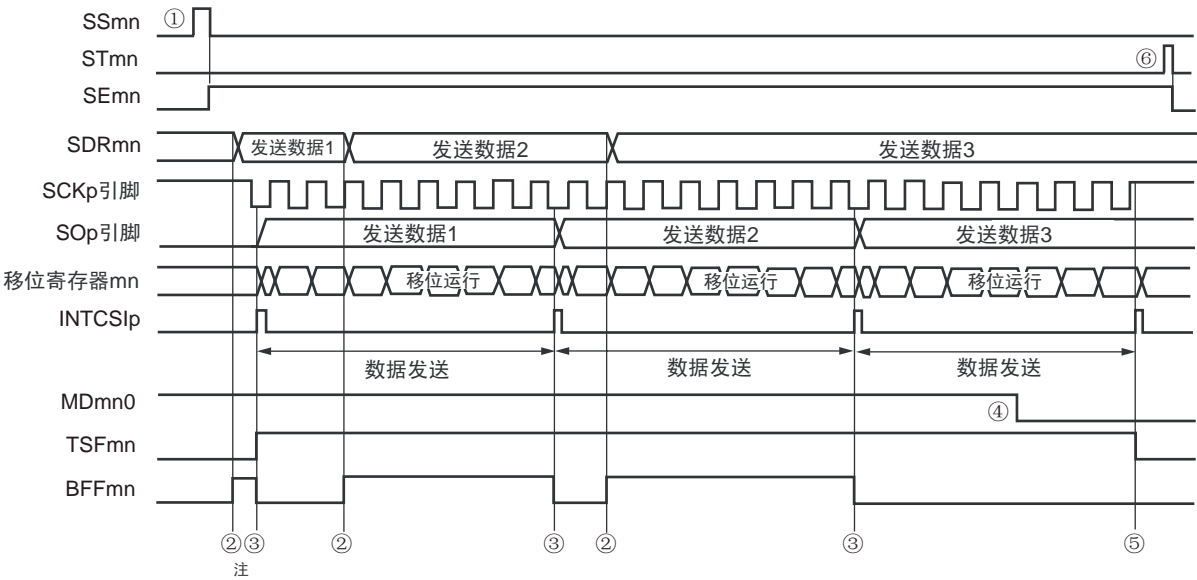 SSmn ①
STmn ⑥
SEmn
SDRmn 发送数据1 发送数据2 发送数据3
SCKp引脚
SOp引脚 发送数据1 发送数据2 发送数据3
移位寄存器mn 移位运行 移位运行 移位运行
INTCSIp
数据发送 数据发送 数据发送
MDmn0 ④
TSFmn
BFFmn
②③ ② ③ ② ③ ⑤
注